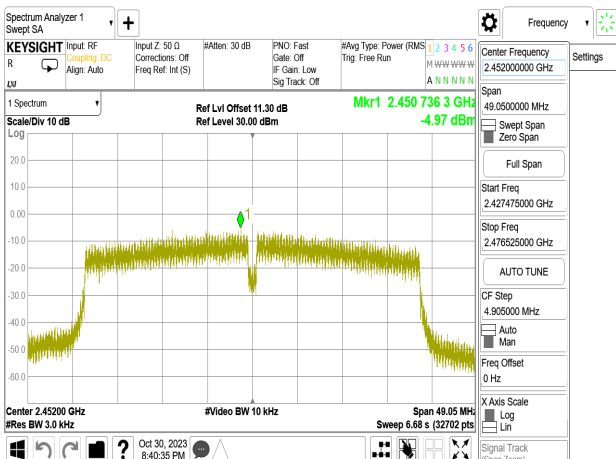 Spectrum Analyzer 1
Swept SA
Frequency
KEYSIGHT
R
LXI
Input: RF
Coupling: DC
Align: Auto
Input Z: 50 Ω
Corrections: Off
Freq Ref: Int (S)
#Atten: 30 dB
PNO: Fast
Gate: Off
IF Gain: Low
Sig Track: Off
#Avg Type: Power (RMS
Trig: Free Run
1 2 3 4 5 6
M W W W W W
A N N N N N
1 Spectrum
Scale/Div 10 dB
Log
Ref Lvl Offset 11.30 dB
Ref Level 30.00 dBm
Mkr1 2.450 736 3 GHz
-4.97 dBm
20.0
10.0
0.00
-10.0
-20.0
-30.0
-40.0
-50.0
-60.0
1
Center 2.45200 GHz
#Res BW 3.0 kHz
#Video BW 10 kHz
Span 49.05 MHz
Sweep 6.68 s (32702 pts
Oct 30, 2023
8:40:35 PM
Center Frequency
2.452000000 GHz
Settings
Span
49.0500000 MHz
Swept Span
Zero Span
Full Span
Start Freq
2.427475000 GHz
Stop Freq
2.476525000 GHz
AUTO TUNE
CF Step
4.905000 MHz
Auto
Man
Freq Offset
0 Hz
X Axis Scale
Log
Lin
Signal Track
(Span Zoom)